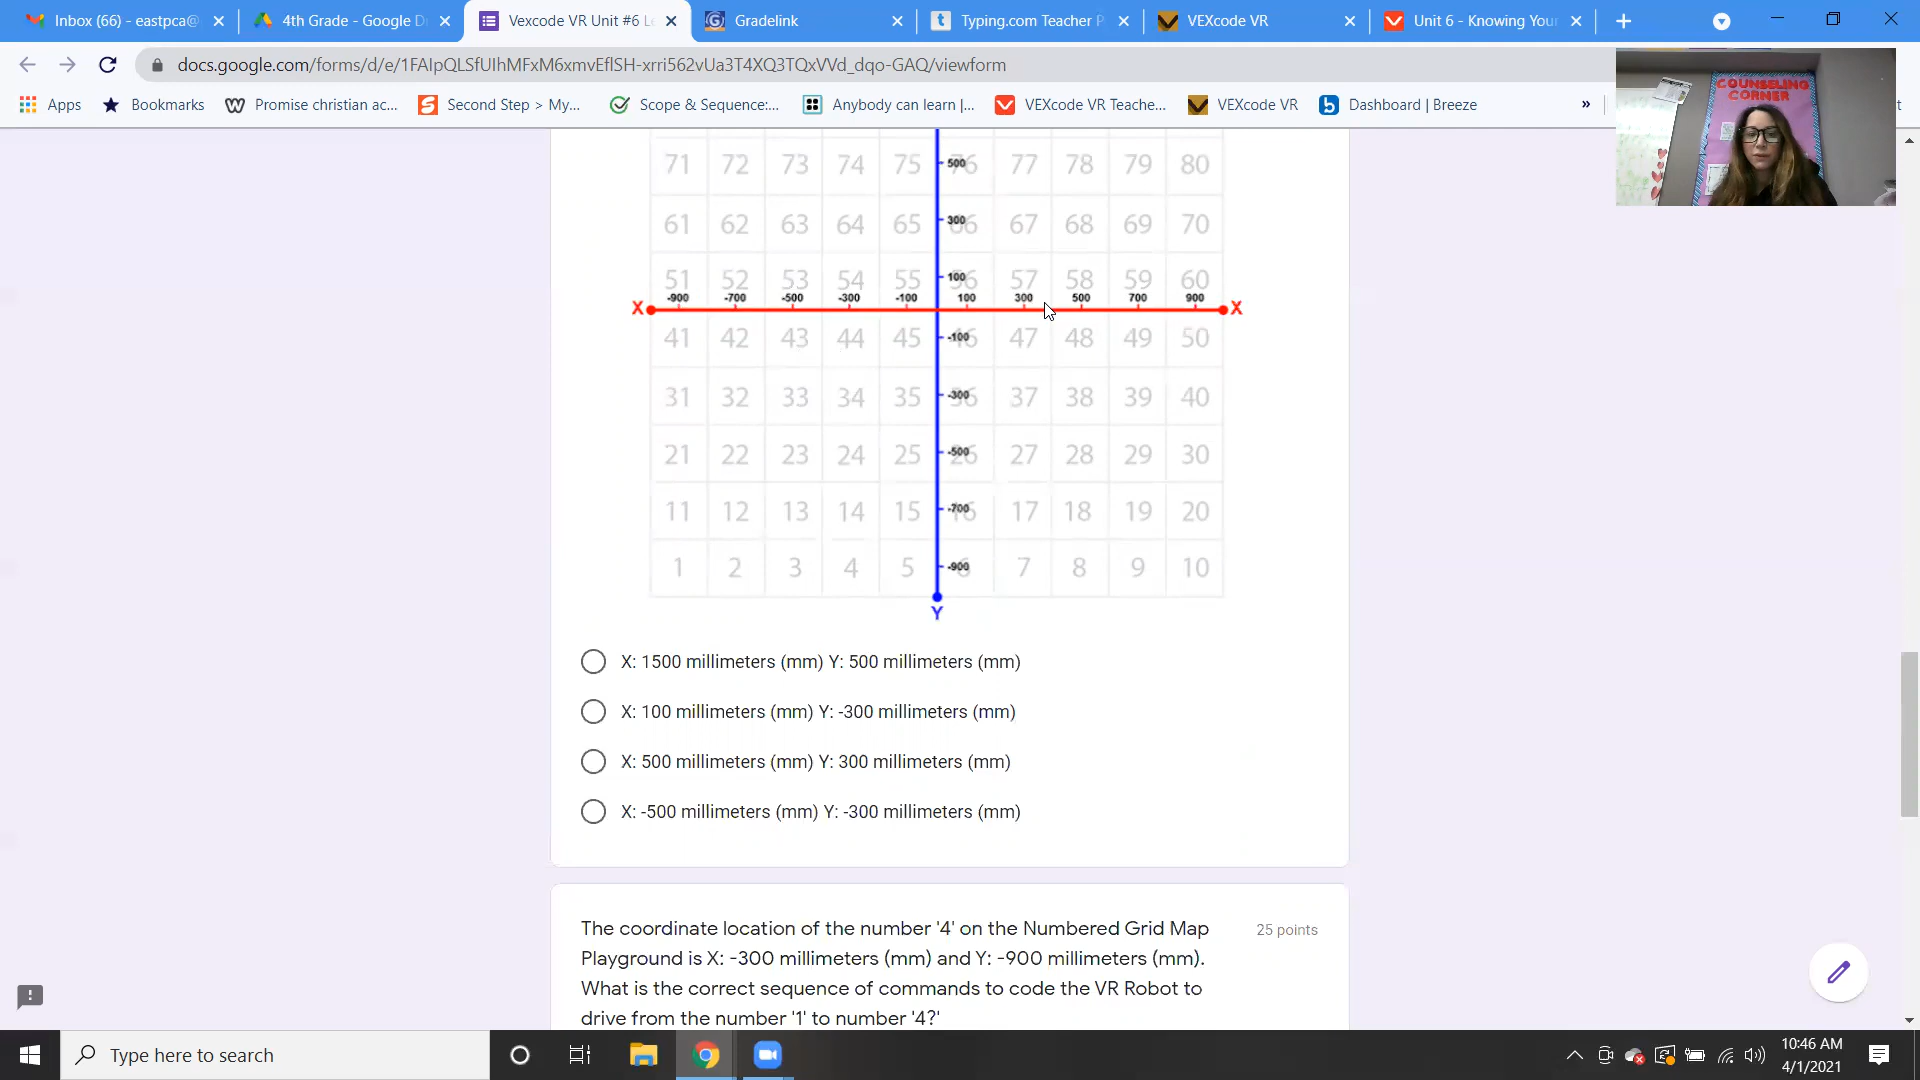 Inbox (66) - eastpca@
4th Grade - Google D
Vexcode VR Unit #6 Le
Gradelink
Typing.com Teacher P
VEXcode VR
Unit 6 - Knowing Your
docs.google.com/forms/d/e/1FAIpQLSfUIhMFxM6xmvEflSH-xrri562vUa3T4XQ3TQxVVd_dqo-GAQ/viewform
Apps
Bookmarks
Promise christian ac...
Second Step > My...
Scope & Sequence:...
Anybody can learn |...
VEXcode VR Teache...
VEXcode VR
Dashboard | Breeze
»
COUNSELING
CORNER
71 72 73 74 75 500 76 77 78 79 80
61 62 63 64 65 300 66 67 68 69 70
51 52 53 54 55 100 56 57 58 59 60
-900 -700 -500 -300 -100 100 300 500 700 900
X X
41 42 43 44 45 -100 46 47 48 49 50
31 32 33 34 35 -300 36 37 38 39 40
21 22 23 24 25 -500 26 27 28 29 30
11 12 13 14 15 -700 16 17 18 19 20
1 2 3 4 5 -900 6 7 8 9 10
Y
X: 1500 millimeters (mm) Y: 500 millimeters (mm)
X: 100 millimeters (mm) Y: -300 millimeters (mm)
X: 500 millimeters (mm) Y: 300 millimeters (mm)
X: -500 millimeters (mm) Y: -300 millimeters (mm)
The coordinate location of the number '4' on the Numbered Grid Map
25 points
Playground is X: -300 millimeters (mm) and Y: -900 millimeters (mm).
What is the correct sequence of commands to code the VR Robot to
drive from the number '1' to number '4?'
Type here to search
10:46 AM
4/1/2021